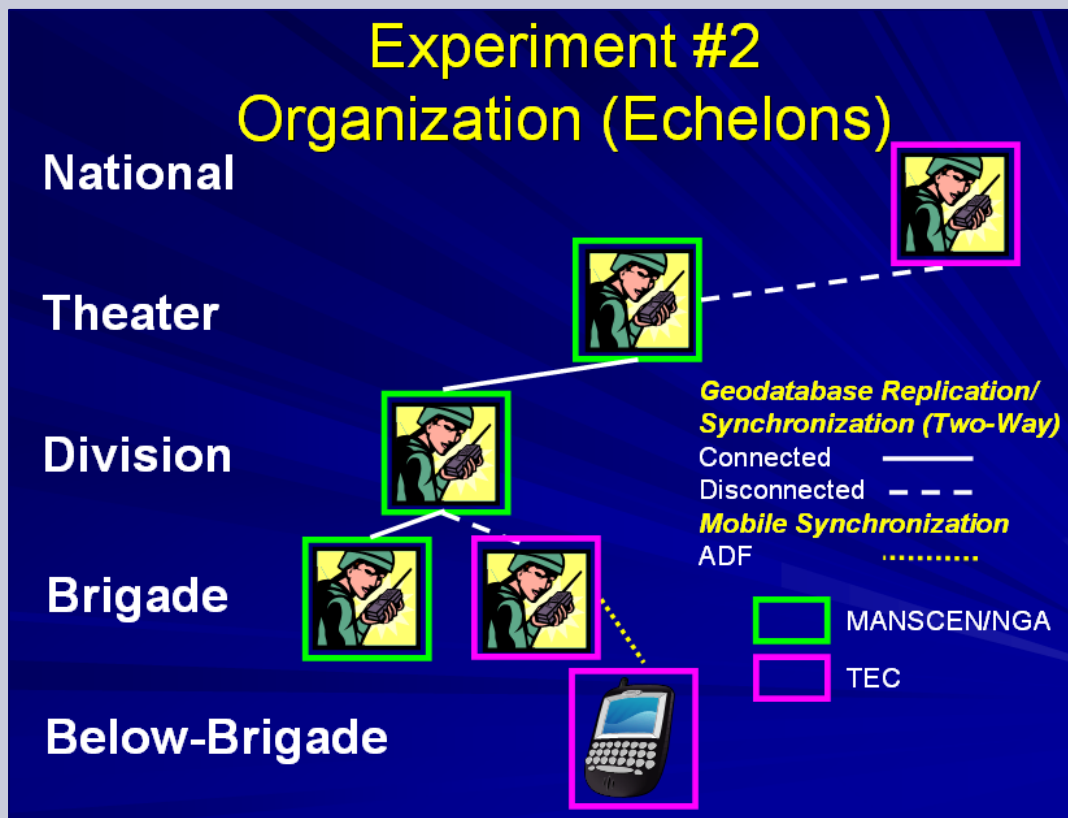 Experiment #2
Organization (Echelons)
National
Theater
Division
Brigade
Below-Brigade
Geodatabase Replication/
Synchronization (Two-Way)
Connected
Disconnected
Mobile Synchronization
ADF
MANSCEN/NGA
TEC